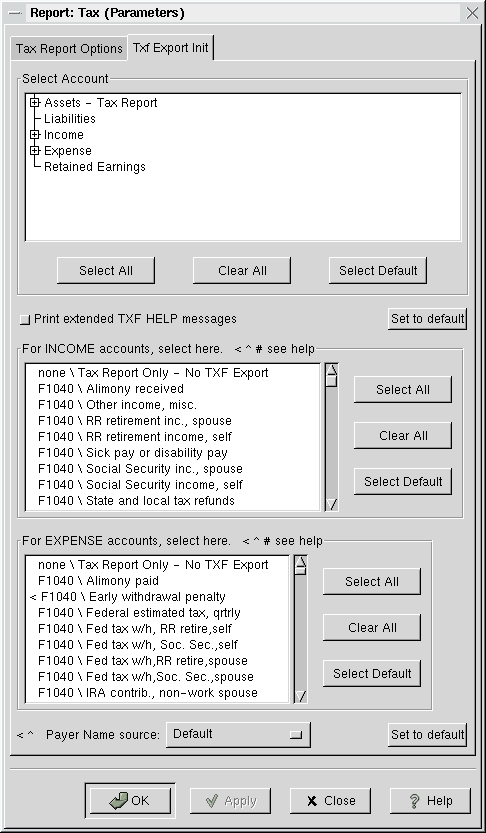 Report: Tax (Parameters)
Tax Report Options
Txf Export Init
Select Account
Assets - Tax Report
Liabilities
Income
Expense
Retained Earnings
Select All
Clear All
Select Default
Print extended TXF HELP messages
Set to default
For INCOME accounts, select here. < ^ # see help
none \ Tax Report Only - No TXF Export
F1040 \ Alimony received
F1040 \ Other income, misc.
F1040 \ RR retirement inc., spouse
F1040 \ RR retirement income, self
F1040 \ Sick pay or disability pay
F1040 \ Social Security inc., spouse
F1040 \ Social Security income, self
F1040 \ State and local tax refunds
Select All
Clear All
Select Default
For EXPENSE accounts, select here. < ^ # see help
none \ Tax Report Only - No TXF Export
F1040 \ Alimony paid
< F1040 \ Early withdrawal penalty
F1040 \ Federal estimated tax, qrtrly
F1040 \ Fed tax w/h, RR retire,self
F1040 \ Fed tax w/h, Soc. Sec.,self
F1040 \ Fed tax w/h,RR retire,spouse
F1040 \ Fed tax w/h,Soc. Sec.,spouse
F1040 \ IRA contrib., non-work spouse
Select All
Clear All
Select Default
< ^ Payer Name source: Default
Set to default
OK
Apply
Close
Help